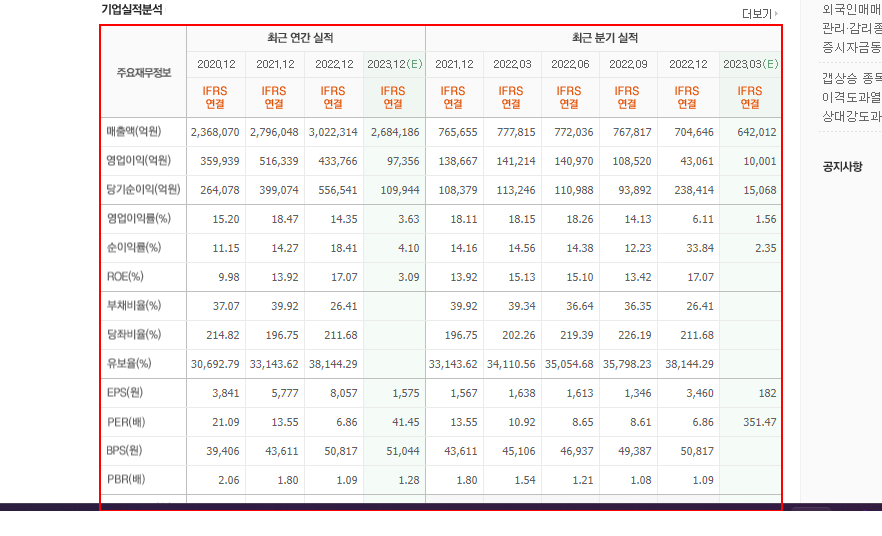 기업실적분석
더보기
주요재무정보 최근 연간 실적 최근 분기 실적
2020.12 2021.12 2022.12 2023.12(E) 2021.12 2022.03 2022.06 2022.09 2022.12 2023.03(E)
IFRS IFRS IFRS IFRS IFRS IFRS IFRS IFRS IFRS IFRS
연결 연결 연결 연결 연결 연결 연결 연결 연결 연결
매출액(억원) 2,368,070 2,796,048 3,022,314 2,684,186 765,655 777,815 772,036 767,817 704,646 642,012
영업이익(억원) 359,939 516,339 433,766 97,356 138,667 141,214 140,970 108,520 43,061 10,001
당기순이익(억원) 264,078 399,074 556,541 109,944 108,379 113,246 110,988 93,892 238,414 15,068
영업이익률(%) 15.20 18.47 14.35 3.63 18.11 18.15 18.26 14.13 6.11 1.56
순이익률(%) 11.15 14.27 18.41 4.10 14.16 14.56 14.38 12.23 33.84 2.35
ROE(%) 9.98 13.92 17.07 3.09 13.92 15.13 15.10 13.42 17.07
부채비율(%) 37.07 39.92 26.41 39.92 39.34 36.64 36.35 26.41
당좌비율(%) 214.82 196.75 211.68 196.75 202.26 219.39 226.19 211.68
유보율(%) 30,692.79 33,143.62 38,144.29 33,143.62 34,110.56 35,054.68 35,798.23 38,144.29
EPS(원) 3,841 5,777 8,057 1,575 1,567 1,638 1,613 1,346 3,460 182
PER(배) 21.09 13.55 6.86 41.45 13.55 10.92 8.65 8.61 6.86 351.47
BPS(원) 39,406 43,611 50,817 51,044 43,611 45,106 46,937 49,387 50,817
PBR(배) 2.06 1.80 1.09 1.28 1.80 1.54 1.21 1.08 1.09
외국인매매
관리·감리종
증시자금동
갭상승 종목
이격도과열
상대강도과
공지사항